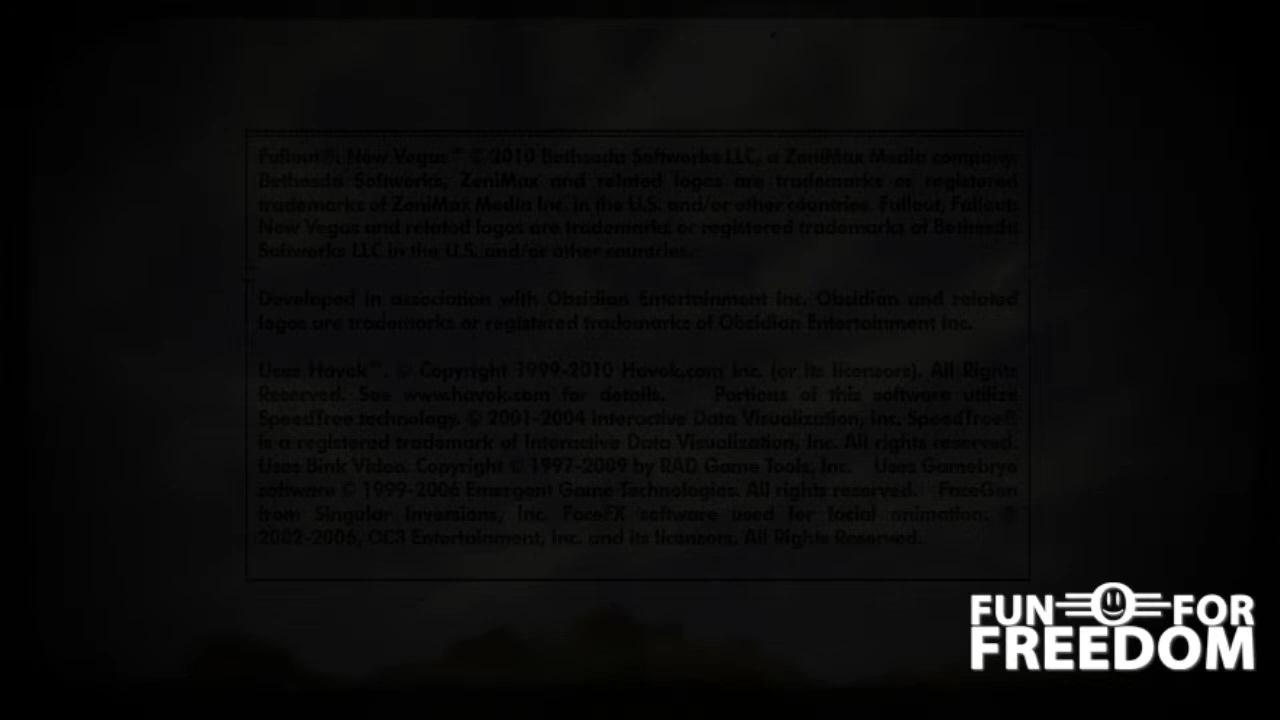 Fallout®: New Vegas™ © 2010 Bethesda Softworks LLC, a ZeniMax Media company.
Bethesda Softworks, ZeniMax and related logos are trademarks or registered
trademarks of ZeniMax Media Inc. in the U.S. and/or other countries. Fallout, Fallout:
New Vegas and related logos are trademarks or registered trademarks of Bethesda
Softworks LLC in the U.S. and/or other countries.
Developed in association with Obsidian Entertainment Inc. Obsidian and related
logos are trademarks or registered trademarks of Obsidian Entertainment Inc.
Uses Havok™. © Copyright 1999-2010 Havok.com Inc. (or its licensors). All Rights
Reserved. See www.havok.com for details. Portions of this software utilize
SpeedTree technology. © 2001-2004 Interactive Data Visualization, Inc. SpeedTree®
is a registered trademark of Interactive Data Visualization, Inc. All rights reserved.
Uses Bink Video. Copyright © 1997-2009 by RAD Game Tools, Inc. Uses Gamebryo
software © 1999-2006 Emergent Game Technologies. All rights reserved. FaceGen
from Singular Inversions, Inc. FaceFX software used for facial animation. ©
2002-2006, OC3 Entertainment, Inc. and its licensors. All Rights Reserved.
FUN FOR
FREEDOM